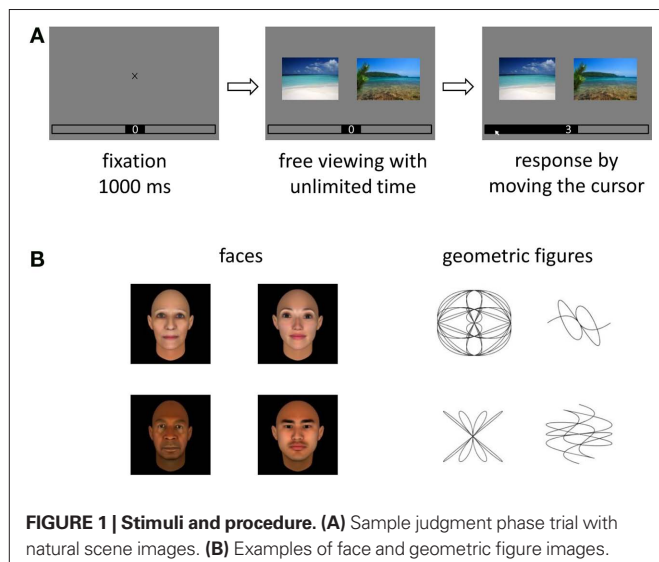 A
×
0
0
3
fixation
1000 ms
free viewing with
unlimited time
response by
moving the cursor
B
faces
geometric figures
FIGURE 1 | Stimuli and procedure. (A) Sample judgment phase trial with
natural scene images. (B) Examples of face and geometric figure images.